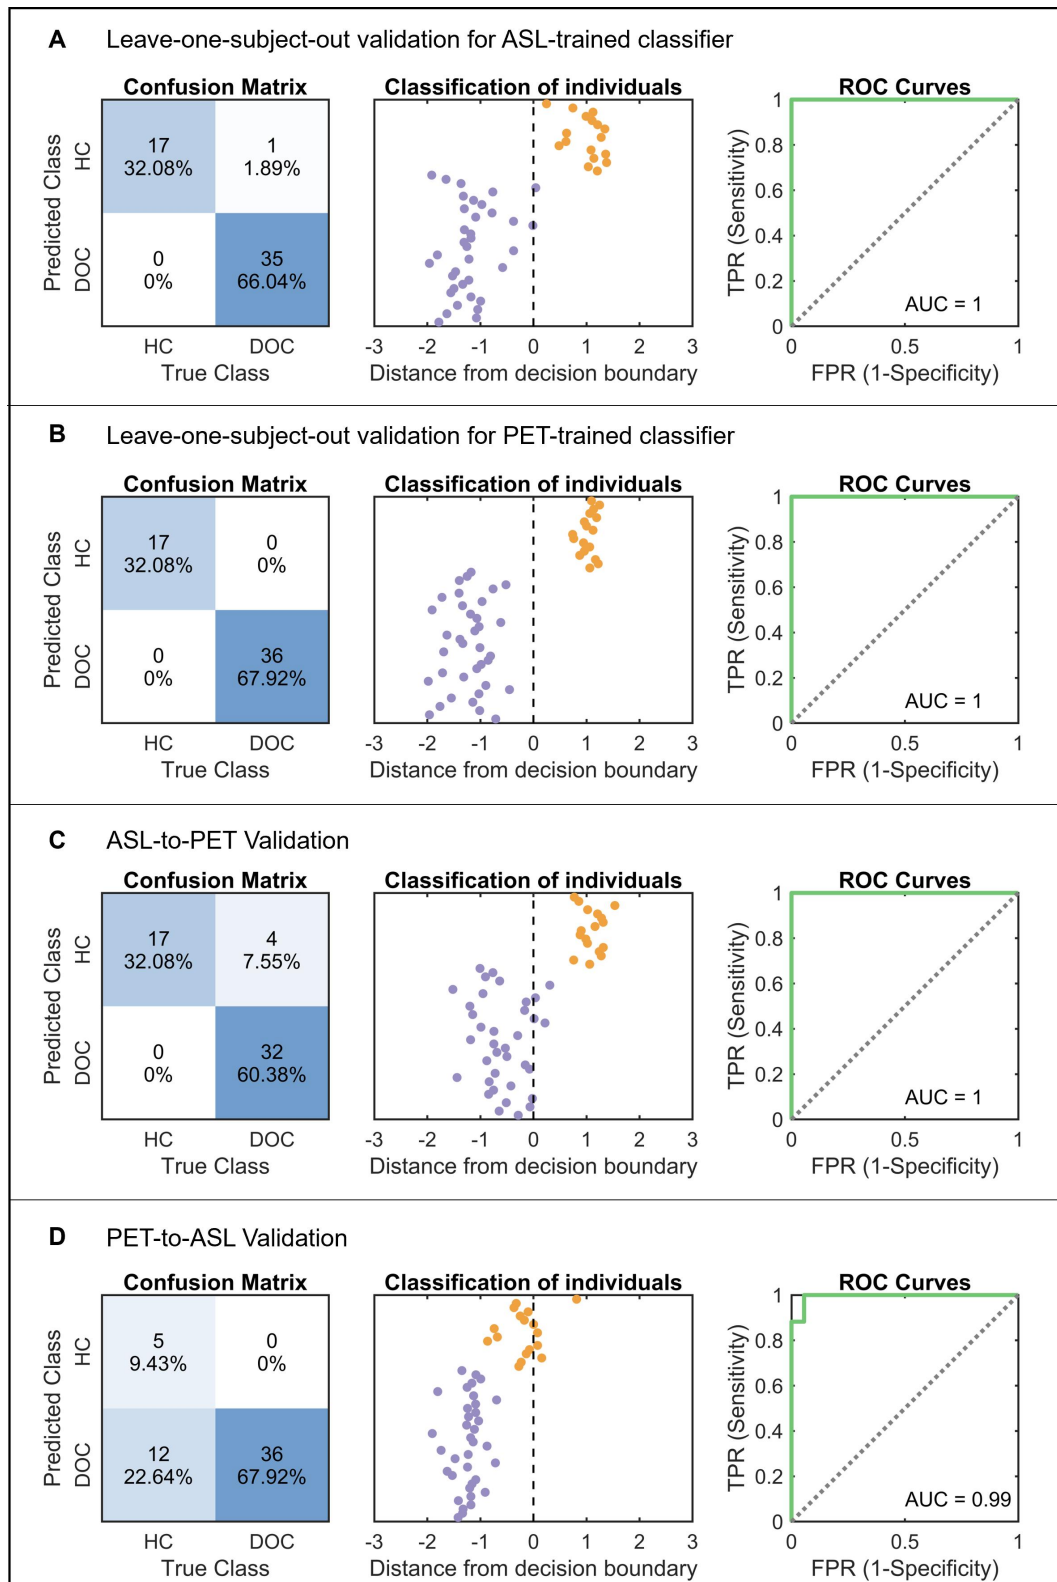 A Leave-one-subject-out validation for ASL-trained classifier
Confusion Matrix
Predicted Class
HC
DOC
17
32.08%
1
1.89%
0
0%
35
66.04%
HC DOC
True Class
Classification of individuals
-3 -2 -1 0 1 2 3
Distance from decision boundary
ROC Curves
TPR (Sensitivity)
1
0.8
0.6
0.4
0.2
0
AUC = 1
0 0.5 1
FPR (1-Specificity)
B Leave-one-subject-out validation for PET-trained classifier
Confusion Matrix
Predicted Class
HC
DOC
17
32.08%
0
0%
0
0%
36
67.92%
HC DOC
True Class
Classification of individuals
-3 -2 -1 0 1 2 3
Distance from decision boundary
ROC Curves
TPR (Sensitivity)
1
0.8
0.6
0.4
0.2
0
AUC = 1
0 0.5 1
FPR (1-Specificity)
C ASL-to-PET Validation
Confusion Matrix
Predicted Class
HC
DOC
17
32.08%
4
7.55%
0
0%
32
60.38%
HC DOC
True Class
Classification of individuals
-3 -2 -1 0 1 2 3
Distance from decision boundary
ROC Curves
TPR (Sensitivity)
1
0.8
0.6
0.4
0.2
0
AUC = 1
0 0.5 1
FPR (1-Specificity)
D PET-to-ASL Validation
Confusion Matrix
Predicted Class
HC
DOC
5
9.43%
0
0%
12
22.64%
36
67.92%
HC DOC
True Class
Classification of individuals
-3 -2 -1 0 1 2 3
Distance from decision boundary
ROC Curves
TPR (Sensitivity)
1
0.8
0.6
0.4
0.2
0
AUC = 0.99
0 0.5 1
FPR (1-Specificity)